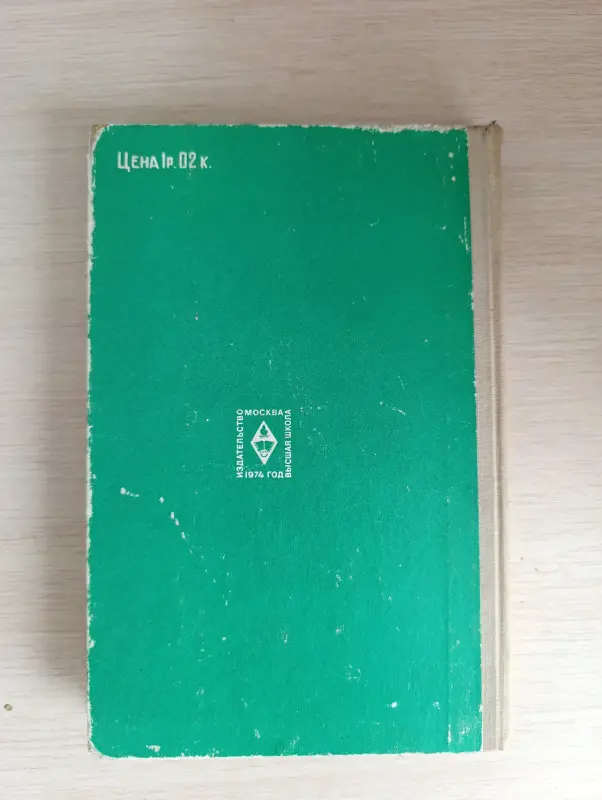 Цена 1р. 02 к.
ИЗДАТЕЛЬСТВО
МОСКВА
ВЫСШАЯ ШКОЛА
1974 ГОД